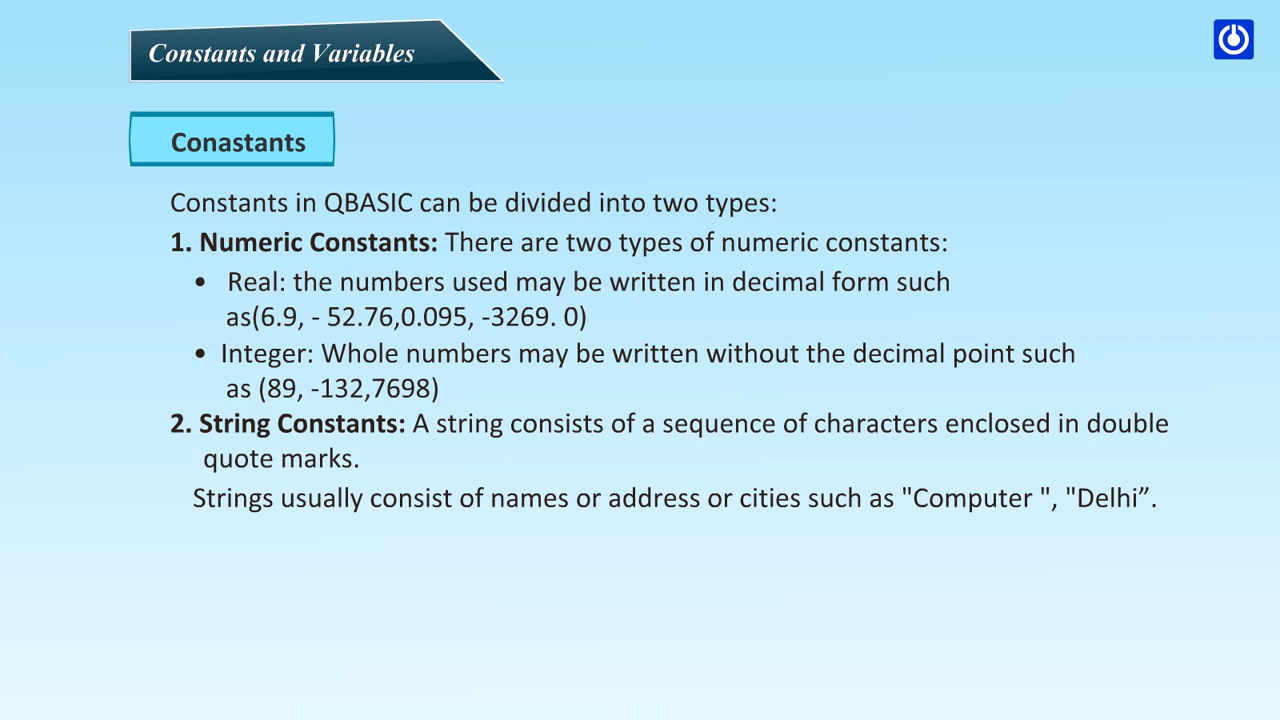 Constants and Variables
Conastants
Constants in QBASIC can be divided into two types:
1. Numeric Constants: There are two types of numeric constants:
• Real: the numbers used may be written in decimal form such
as(6.9, - 52.76,0.095, -3269. 0)
• Integer: Whole numbers may be written without the decimal point such
as (89, -132,7698)
2. String Constants: A string consists of a sequence of characters enclosed in double
quote marks.
Strings usually consist of names or address or cities such as "Computer ", "Delhi”.